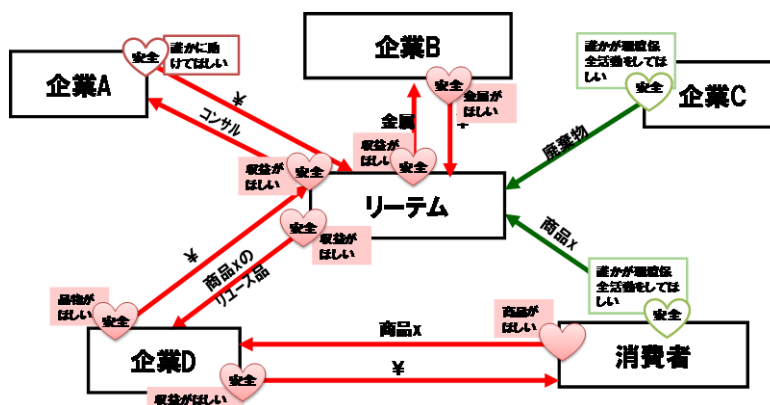 企業A
安全
誰かに助
けてほしい
企業B
安全
金属が
ほしい
誰かが環境保
全活動をしてほ
しい
安全
企業C
¥
コンサル
金属
¥
廃棄物
収益が
ほしい
安全
収益が
ほしい
安全
リーテム
安全
収益が
ほしい
¥
商品xの
リユース品
商品x
品物が
ほしい
安全
企業D
安全
収益がほしい
商品x
¥
商品が
ほしい
誰かが環境保
全活動をしてほ
しい
安全
消費者